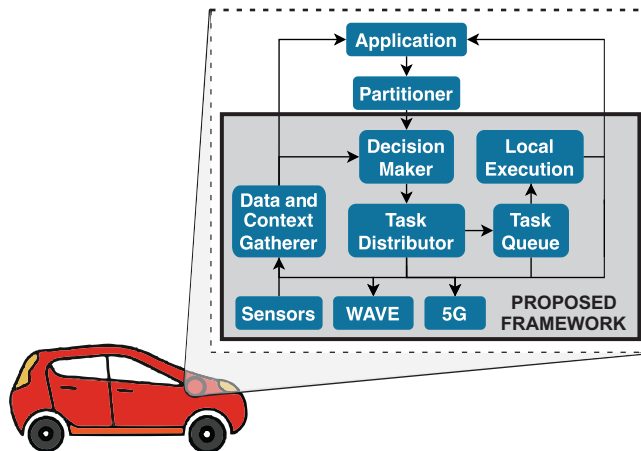 Application
Partitioner
Decision
Maker
Local
Execution
Data and
Context
Gatherer
Task
Distributor
Task
Queue
Sensors
WAVE
5G
PROPOSED
FRAMEWORK